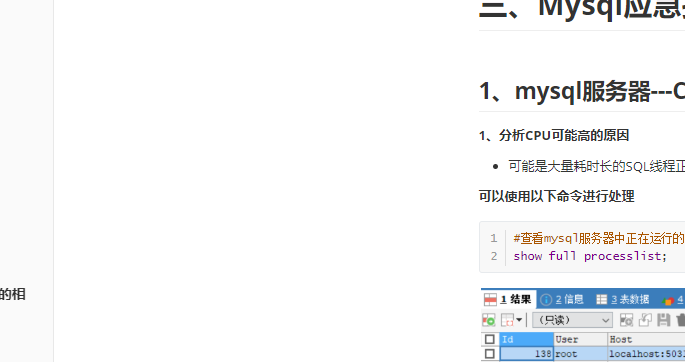 三、Mysql应急
1、mysql服务器---C
1、分析CPU可能高的原因
可能是大量耗时长的SQL线程正
可以使用以下命令进行处理
1 #查看mysql服务器中正在运行的
2 show full processlist;
的相
1 结果 2 信息 3 表数据 4
(只读)
Id User Host
138 root localhost:503